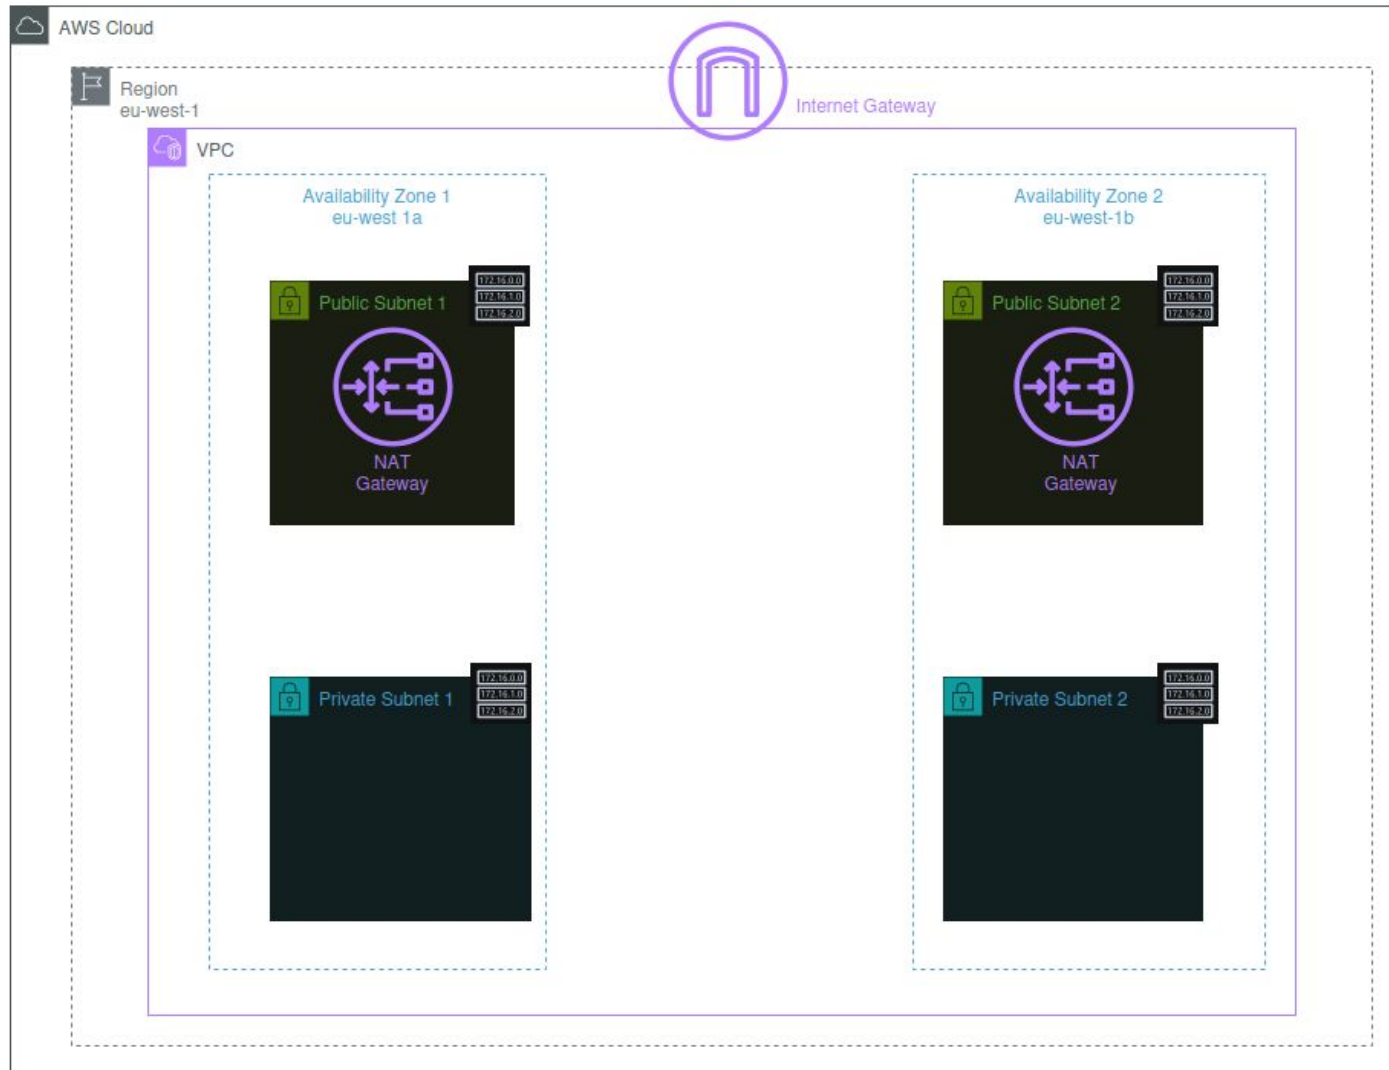 AWS Cloud
Region
eu-west-1
Internet Gateway
VPC
Availability Zone 1
eu-west 1a
Availability Zone 2
eu-west-1b
Public Subnet 1
172.16.0.0
172.16.1.0
172.16.2.0
NAT
Gateway
Public Subnet 2
172.16.0.0
172.16.1.0
172.16.2.0
NAT
Gateway
Private Subnet 1
172.16.0.0
172.16.1.0
172.16.2.0
Private Subnet 2
172.16.0.0
172.16.1.0
172.16.2.0